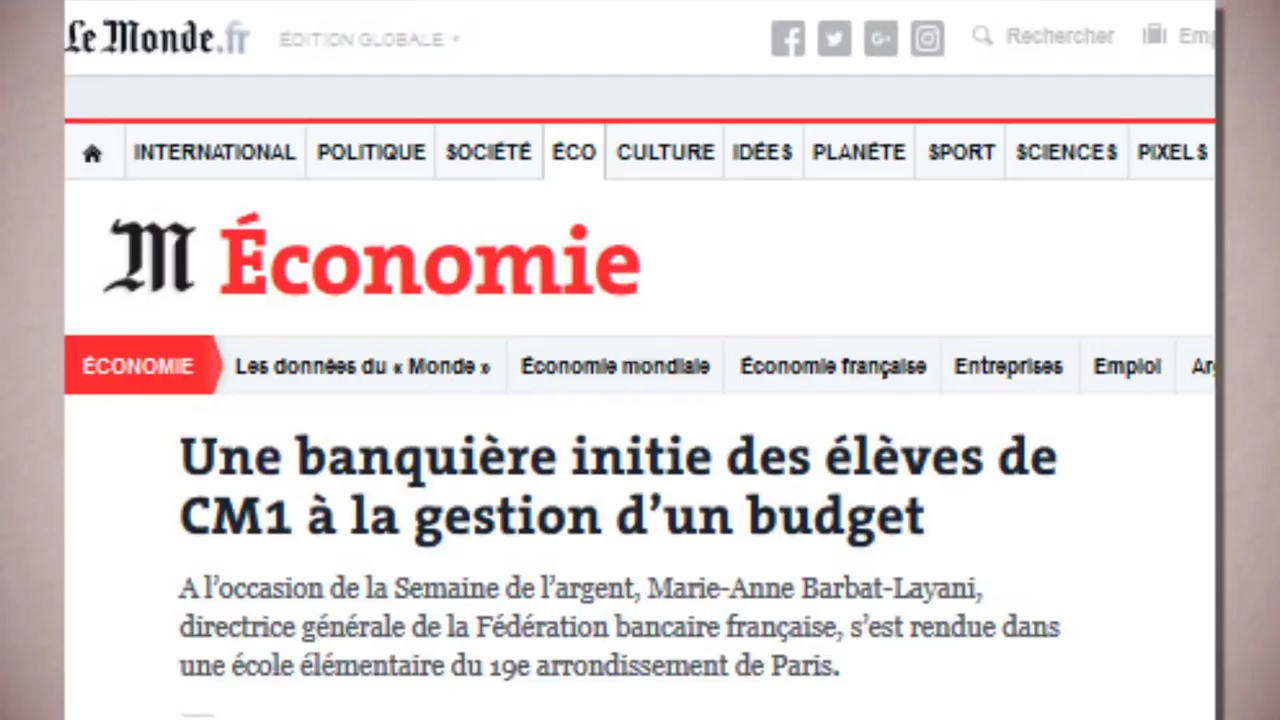 Le Monde.fr ÉDITION GLOBALE
Rechercher
INTERNATIONAL POLITIQUE SOCIÉTÉ ÉCO CULTURE IDÉES PLANÈTE SPORT SCIENCES PIXELS
M Économie
ÉCONOMIE Les données du « Monde » Économie mondiale Économie française Entreprises Emploi
Une banquière initie des élèves de
CM1 à la gestion d’un budget
A l’occasion de la Semaine de l’argent, Marie-Anne Barbat-Layani,
directrice générale de la Fédération bancaire française, s’est rendue dans
une école élémentaire du 19e arrondissement de Paris.